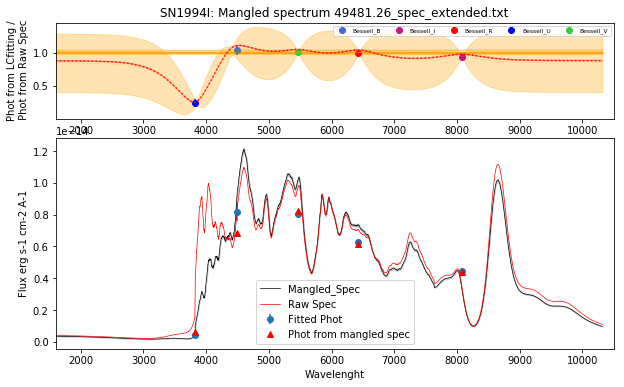 SN1994I: Mangled spectrum 49481.26_spec_extended.txt
Phot from LCfitting /
Phot from Raw Spec
1.0
0.5
Bessell_B
Bessell_I
Bessell_R
Bessell_U
Bessell_V
2000 3000 4000 5000 6000 7000 8000 9000 10000
Flux erg s-1 cm-2 A-1
1.2
1.0
0.8
0.6
0.4
0.2
0.0
Mangled_Spec
Raw Spec
Fitted Phot
Phot from mangled spec
2000 3000 4000 5000 6000 7000 8000 9000 10000
Wavelenght